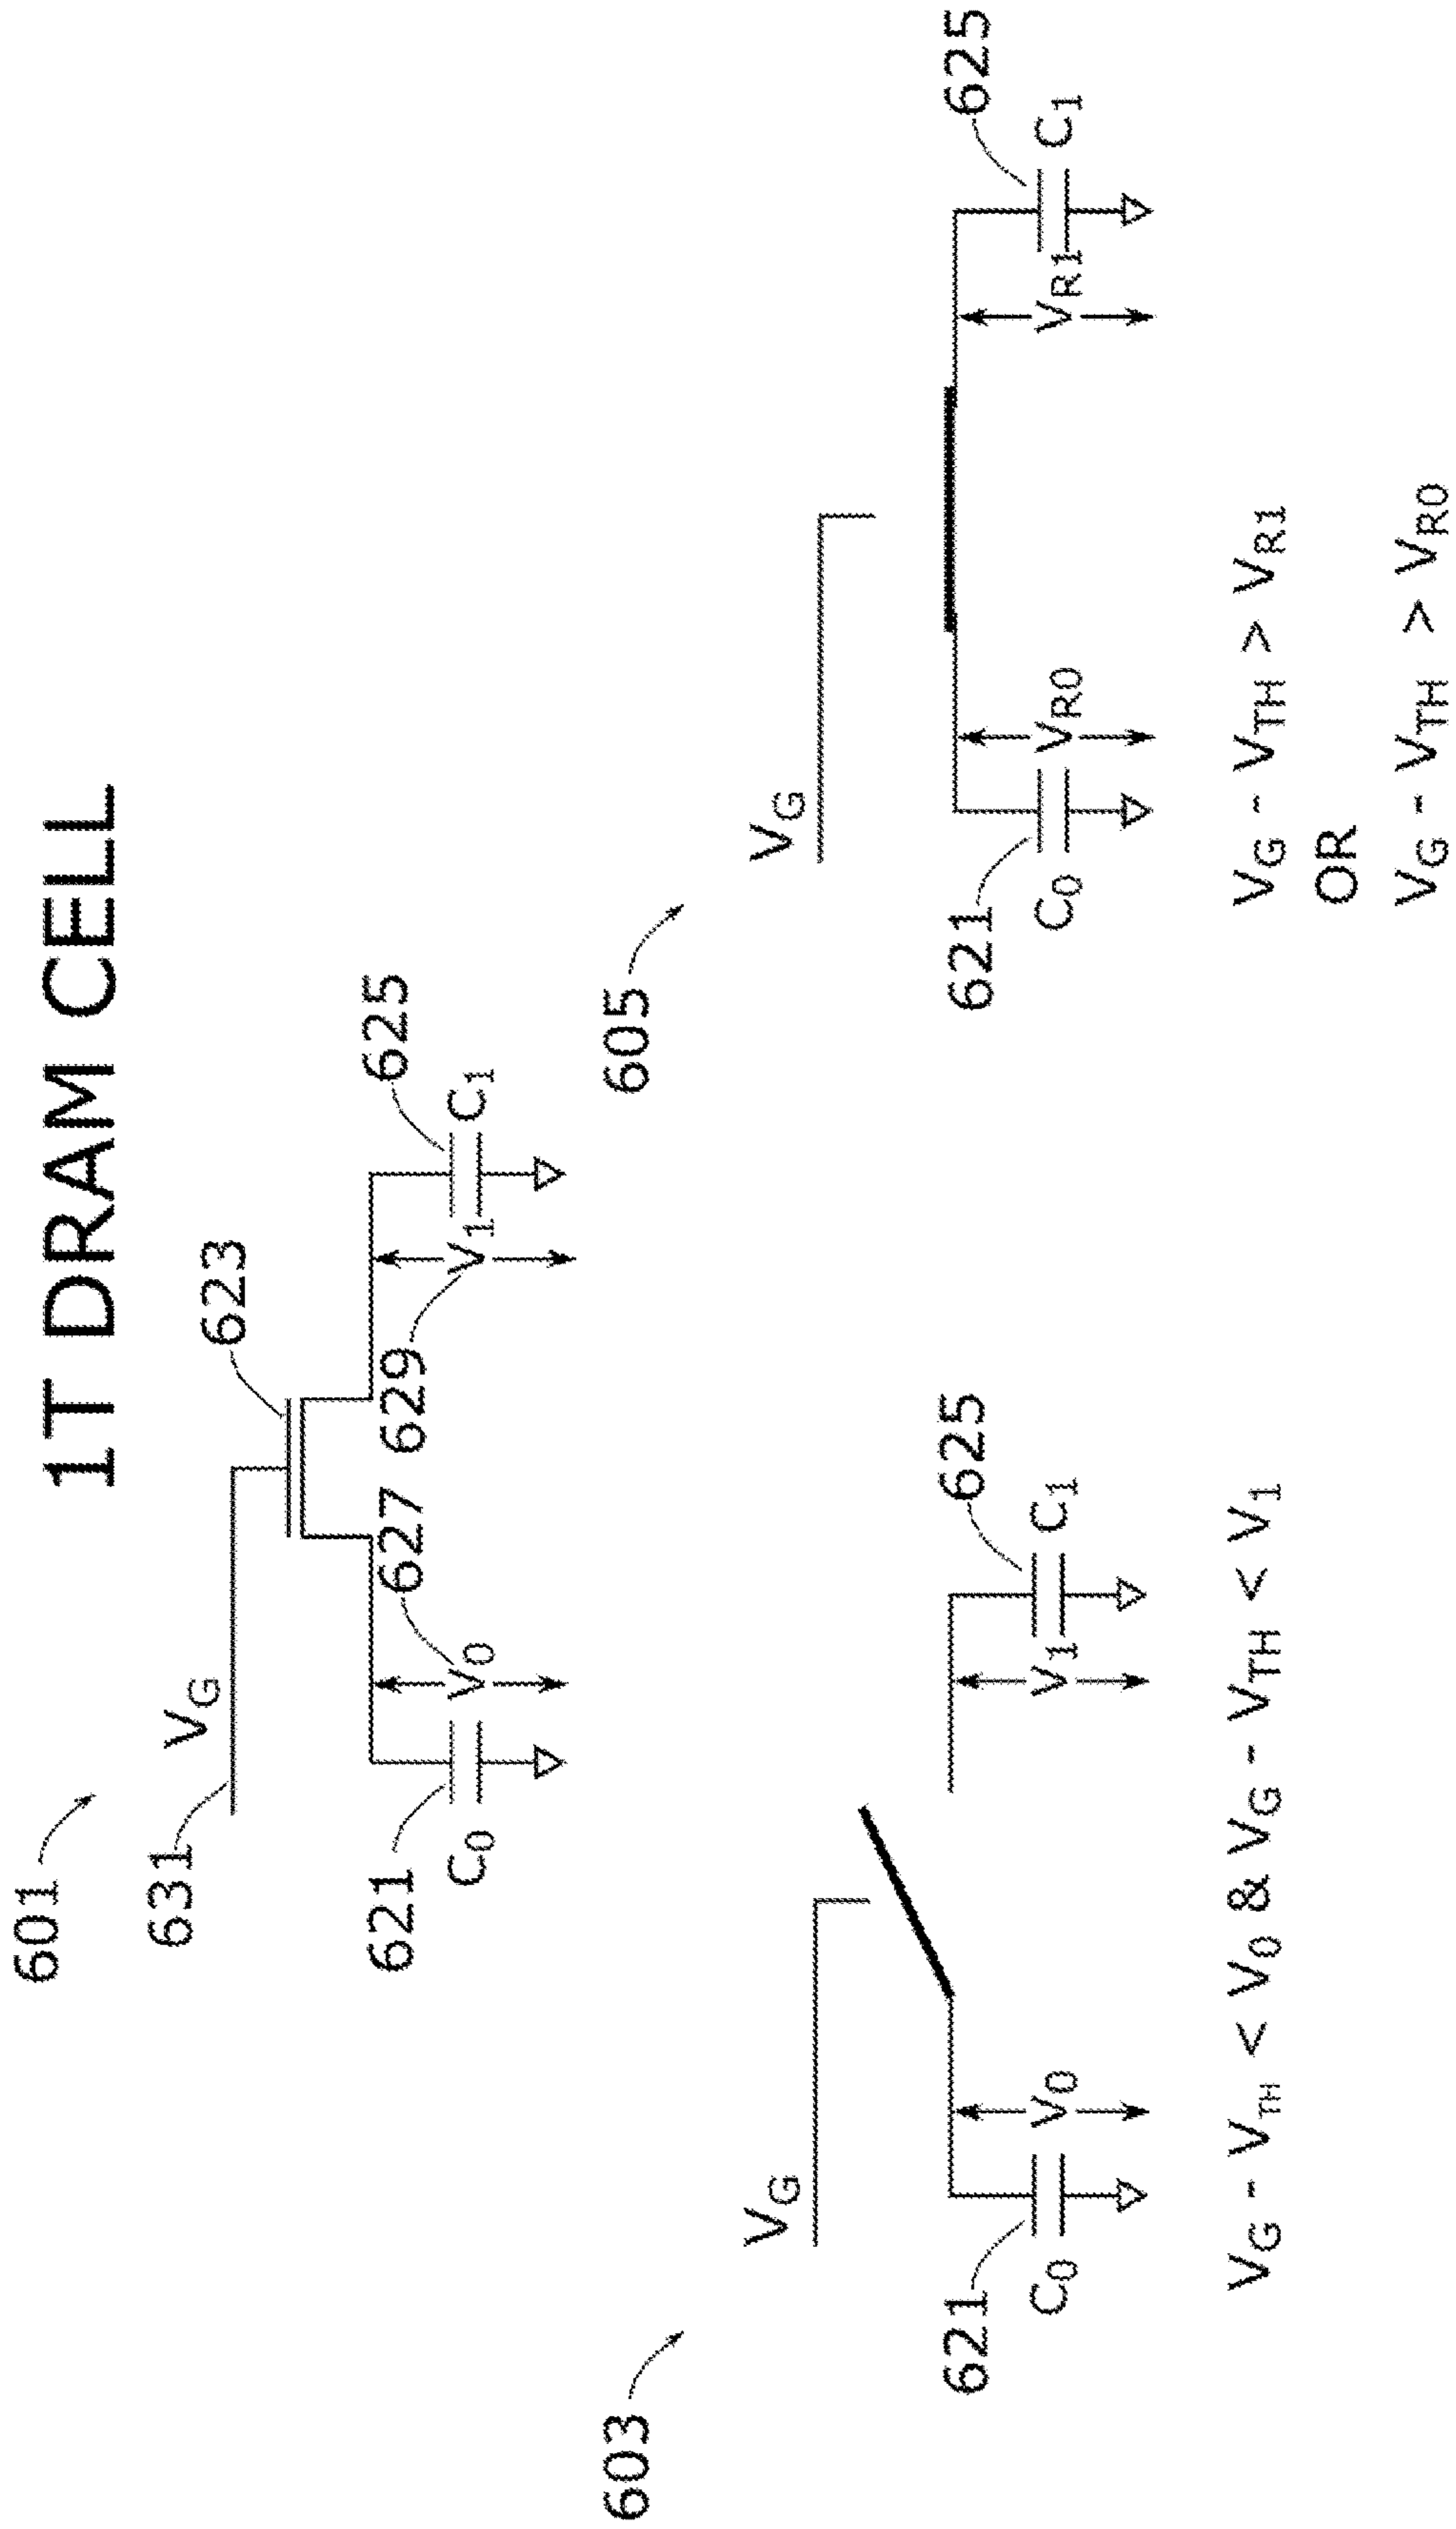 1T DRAM CELL
601
631
V_G
623
627
629
621
C_0
V_0
V_1
C_1
625
603
V_G
621
C_0
V_0
V_1
C_1
625
V_G - V_TH < V_0 & V_G - V_TH < V_1
605
V_G
621
C_0
V_R0
V_R1
C_1
625
V_G - V_TH > V_R1
OR
V_G - V_TH > V_R0